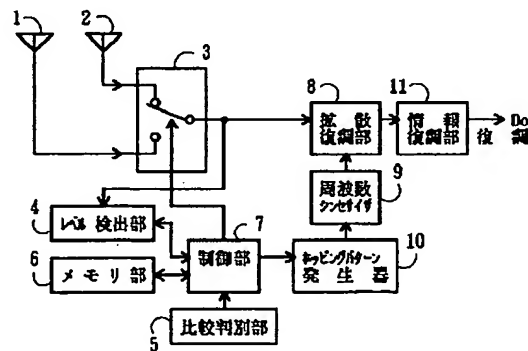 1
2
3
8
拡散
復調部
11
情報
復調部
Do
復調
周波数
シンセサイザ
9
4
レベル検出部
6
メモリ部
7
制御部
ホッピングパターン
発生器
10
比較判別部
5